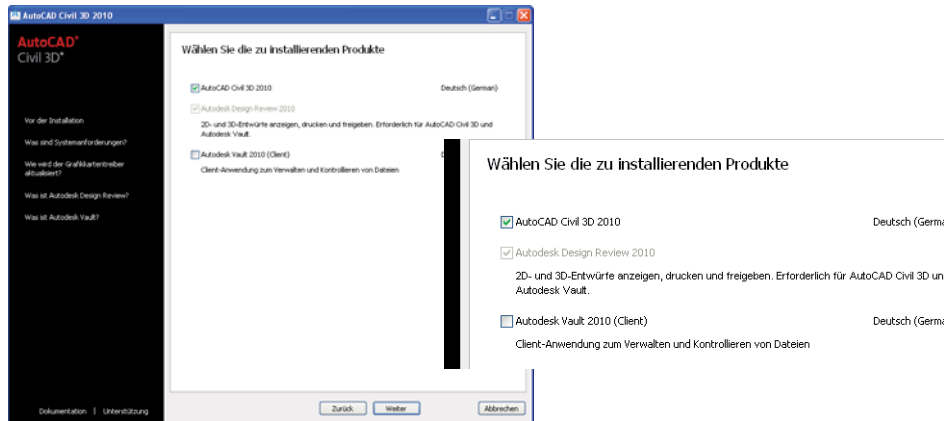 AutoCAD Civil 3D 2010
AutoCAD®
Civil 3D®
Vor der Installation
Was sind Systemanforderungen?
Wie wird der Grafikkartentreiber
aktualisiert?
Was ist Autodesk Design Review?
Was ist Autodesk Vault?
Dokumentation | Unterstützung
Wählen Sie die zu installierenden Produkte
AutoCAD Civil 3D 2010 Deutsch (German)
Autodesk Design Review 2010
2D- und 3D-Entwürfe anzeigen, drucken und freigeben. Erforderlich für AutoCAD Civil 3D und
Autodesk Vault.
Autodesk Vault 2010 (Client)
Client-Anwendung zum Verwalten und Kontrollieren von Dateien
Zurück Weiter Abbrechen
Wählen Sie die zu installierenden Produkte
AutoCAD Civil 3D 2010 Deutsch (Germa
Autodesk Design Review 2010
2D- und 3D-Entwürfe anzeigen, drucken und freigeben. Erforderlich für AutoCAD Civil 3D un
Autodesk Vault.
Autodesk Vault 2010 (Client) Deutsch (Germa
Client-Anwendung zum Verwalten und Kontrollieren von Dateien